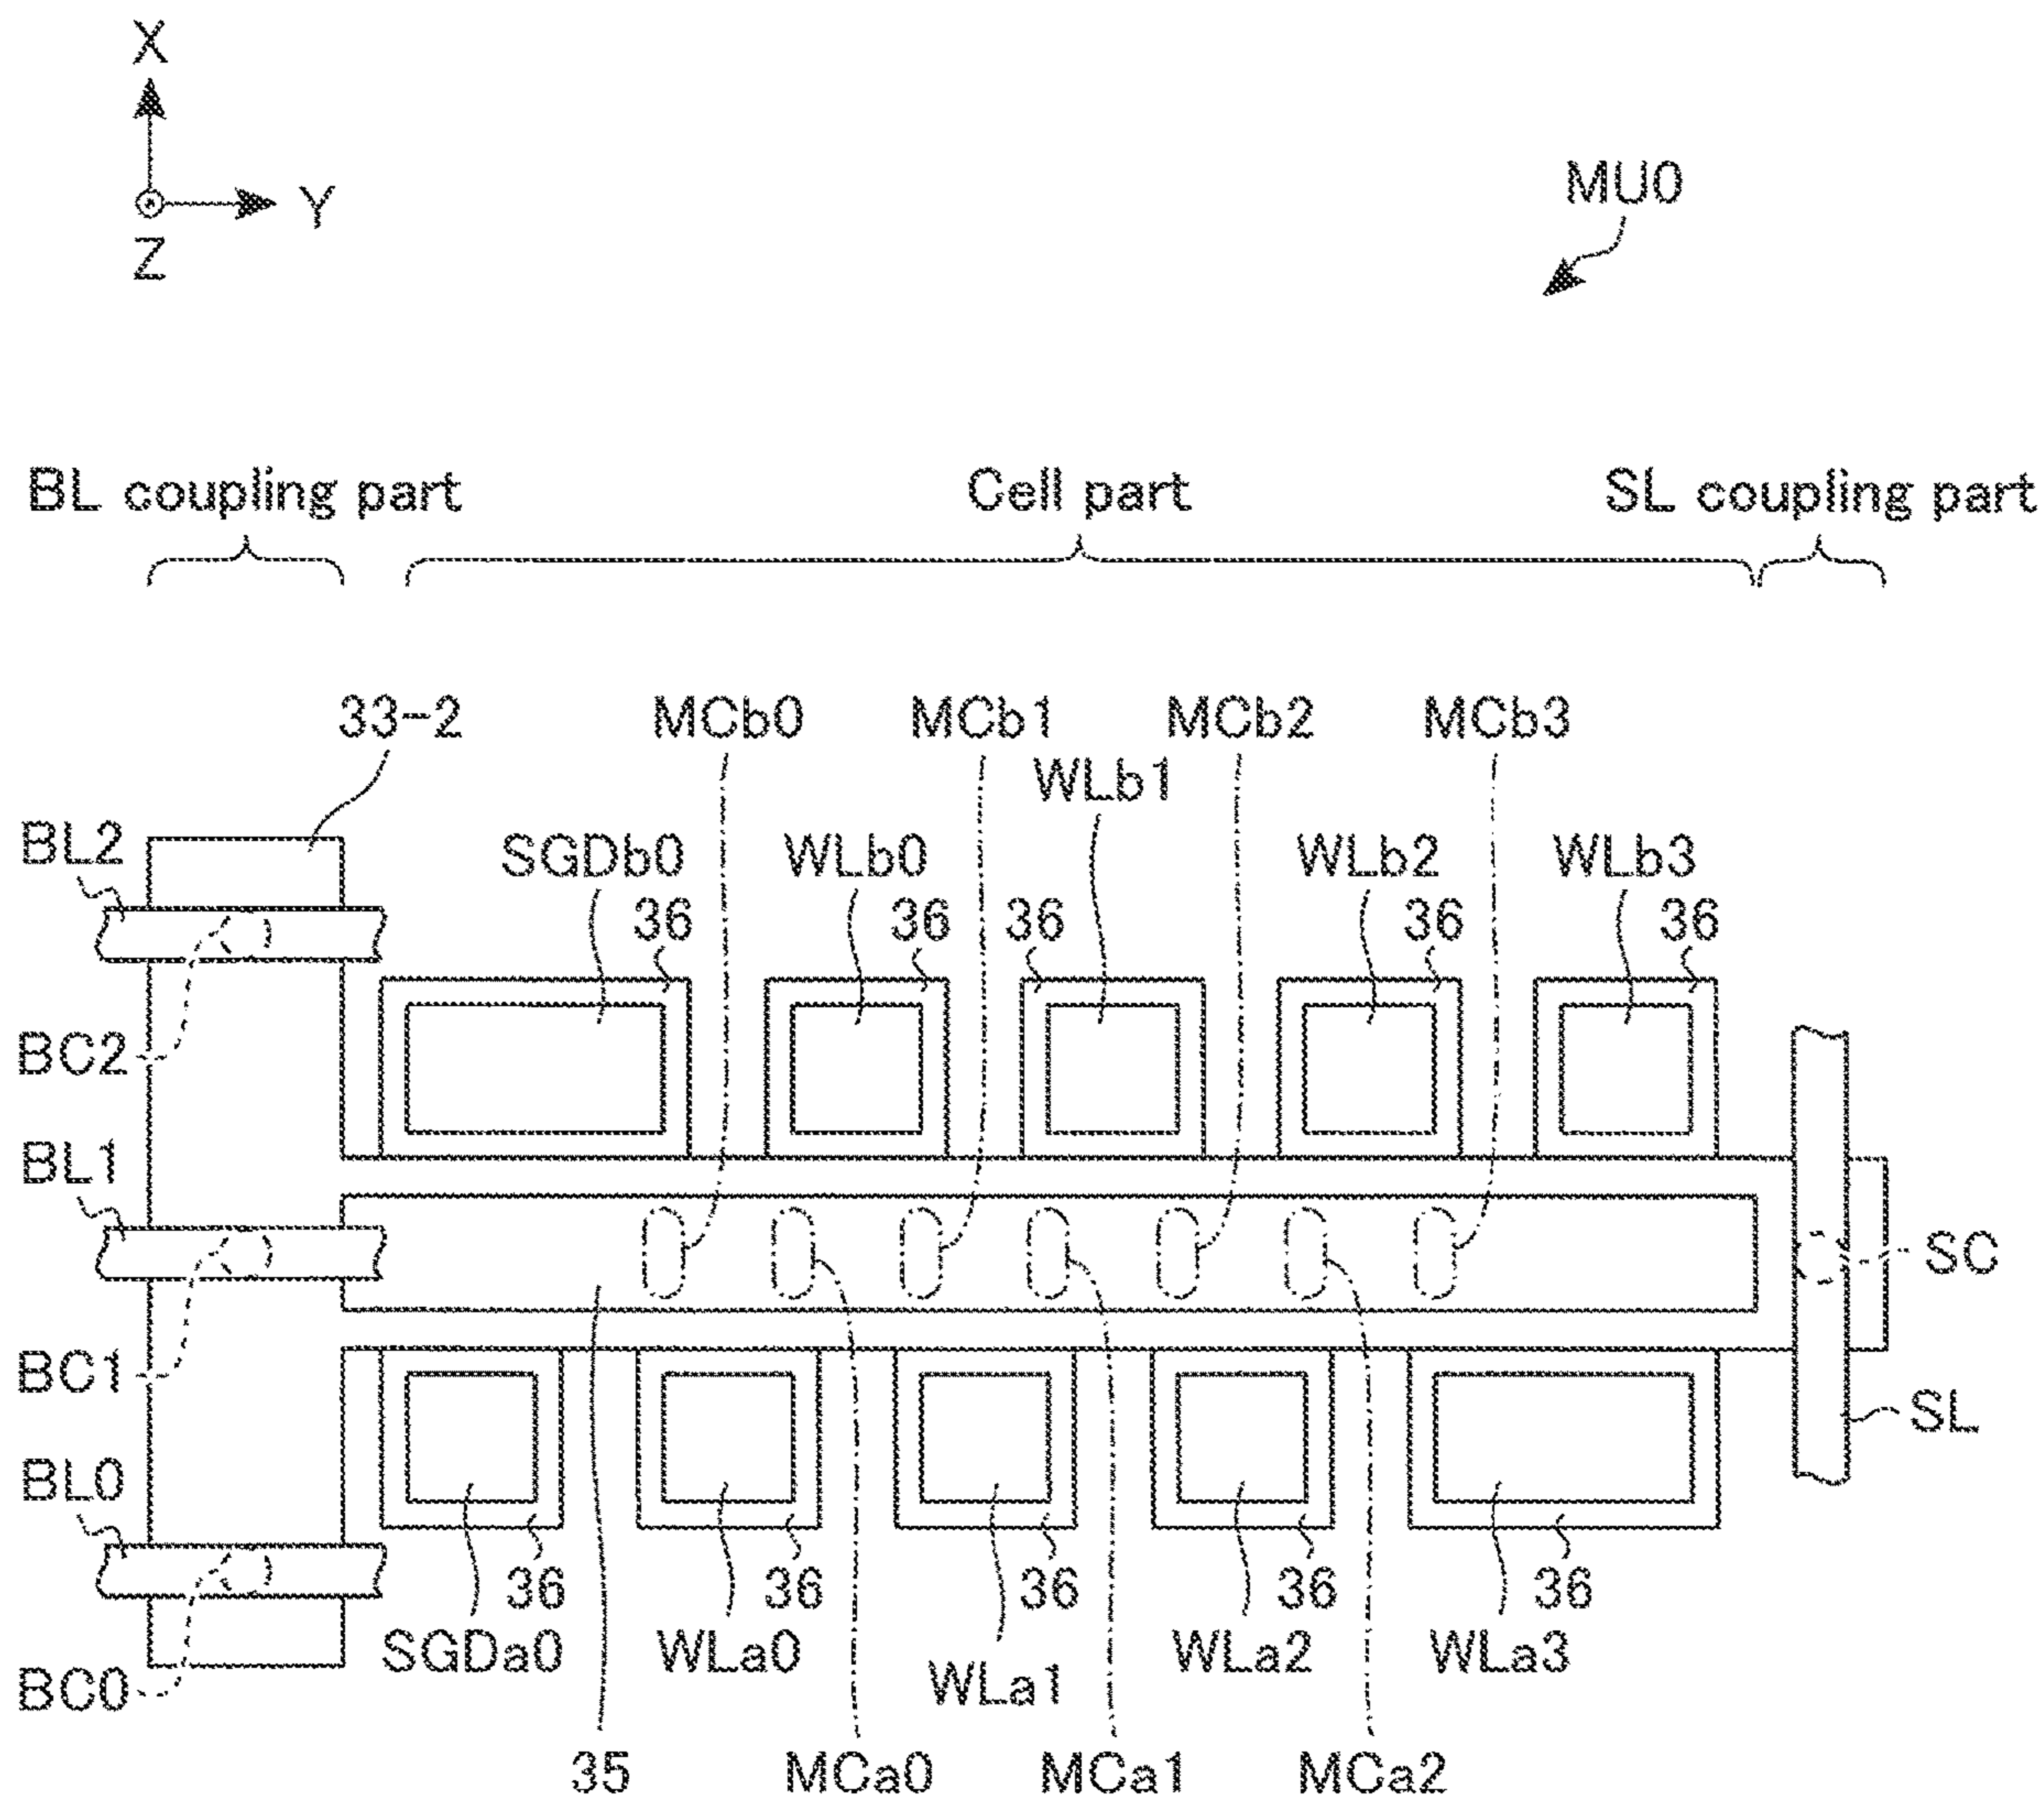 X
Y
Z
MU0
BL coupling part Cell part SL coupling part
33-2 MCb0 MCb1 MCb2 MCb3
WLb1
BL2 SGDb0 WLb0 WLb2 WLb3
36 36 36 36 36
BC2
BL1
SC
BC1
SL
BL0
36 36 36 36 36
SGDa0 WLa0 WLa1 WLa2 WLa3
BC0
35 MCa0 MCa1 MCa2